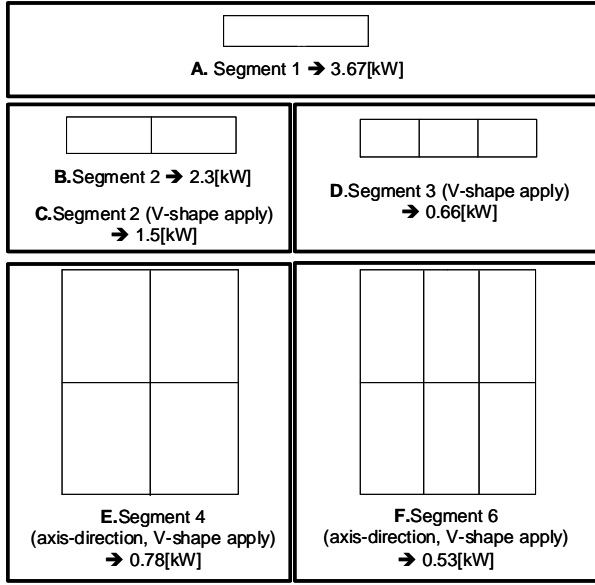 A. Segment 1 ➔ 3.67[kW]
B.Segment 2 ➔ 2.3[kW]
C.Segment 2 (V-shape apply)
➔ 1.5[kW]
D.Segment 3 (V-shape apply)
➔ 0.66[kW]
E.Segment 4
(axis-direction, V-shape apply)
➔ 0.78[kW]
F.Segment 6
(axis-direction, V-shape apply)
➔ 0.53[kW]